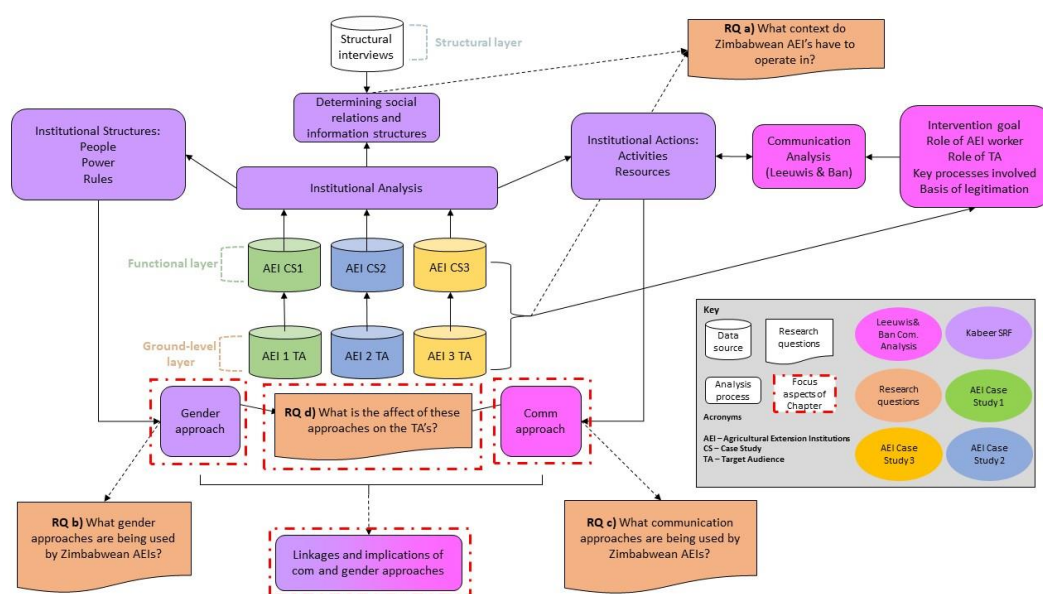 Structural
interviews
Structural layer
RQ a) What context do
Zimbabwean AEI's have to
operate in?
Determining social
relations and
information structures
Institutional Structures:
People
Power
Rules
Institutional Actions:
Activities
Resources
Communication
Analysis
(Leeuwis & Ban)
Intervention goal
Role of AEI worker
Role of TA
Key processes involved
Basis of legitimation
Institutional Analysis
Functional layer
AEI CS1
AEI CS2
AEI CS3
Ground-level
layer
AEI 1 TA
AEI 2 TA
AEI 3 TA
Gender
approach
RQ d) What is the affect of these
approaches on the TA's?
Comm
approach
RQ b) What gender
approaches are being used
by Zimbabwean AEIs?
Linkages and implications of
com and gender approaches
RQ c) What communication
approaches are being used by
Zimbabwean AEIs?
Key
Data
source
Research
questions
Leeuwis&
Ban Com.
Analysis
Kabeer SRF
Analysis
process
Focus
aspects of
Chapter
Research
questions
AEI Case
Study 1
Acronyms
AEI – Agricultural Extension Institutions
CS – Case Study
TA – Target Audience
AEI Case
Study 3
AEI Case
Study 2